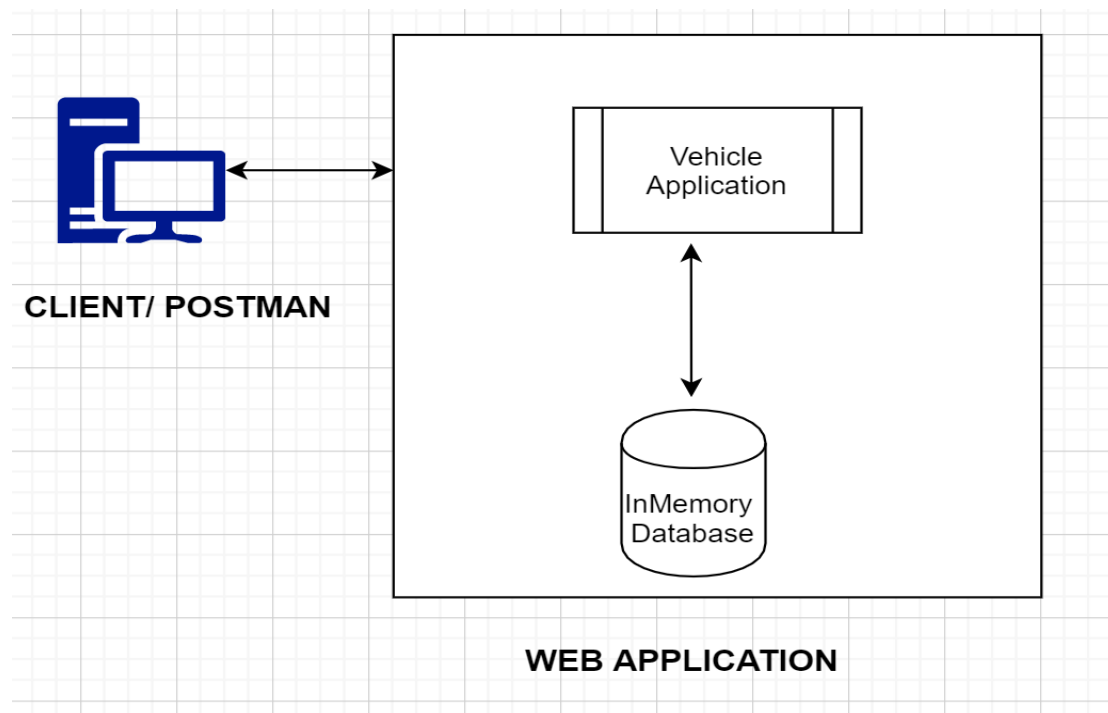 Vehicle
Application
CLIENT/ POSTMAN
InMemory
Database
WEB APPLICATION